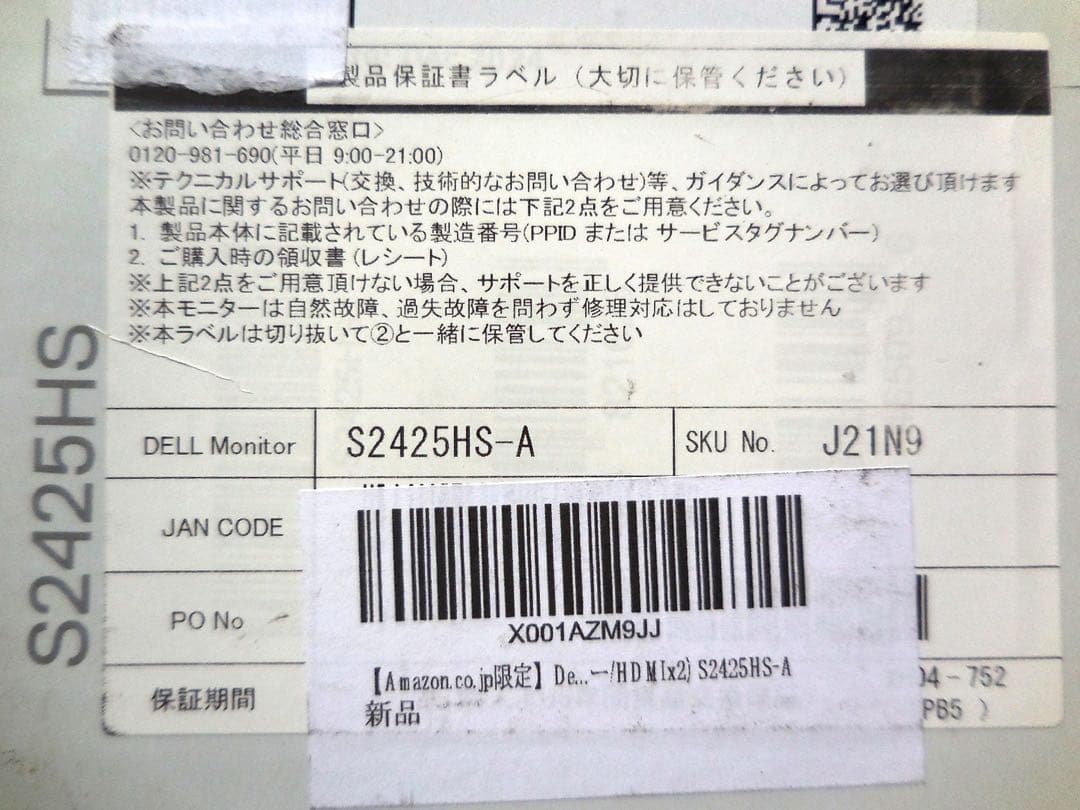 製品保証書ラベル (大切に保管ください)
<お問い合わせ総合窓口>
0120-981-690(平日 9:00-21:00)
※テクニカルサポート(交換、技術的なお問い合わせ)等、ガイダンスによってお選び頂けます
本製品に関するお問い合わせの際には下記2点をご用意ください。
1. 製品本体に記載されている製造番号(PPID または サービスタグナンバー)
2. ご購入時の領収書 (レシート)
※上記2点をご用意頂けない場合、サポートを正しく提供できないことがございます
※本モニターは自然故障、過失故障を問わず修理対応はしておりません
※本ラベルは切り抜いて②と一緒に保管してください
S2425HS
DELL Monitor S2425HS-A SKU No. J21N9
JAN CODE
PO No
X001AZM9JJ
【Amazon.co.jp限定】De...ー/HDMIx2) S2425HS-A
新品
保証期間
04-752
PB5 )